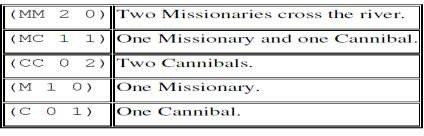 (MM 2 0) Two Missionaries cross the river.
(MC 1 1) One Missionary and one Cannibal.
(CC 0 2) Two Cannibals.
(M 1 0) One Missionary.
(C 0 1) One Cannibal.